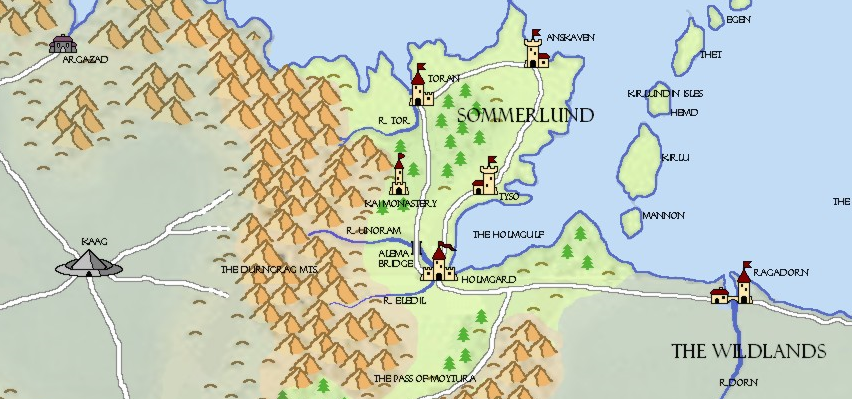 EGEN
ANSKAVEN
THET
ARGAZAD
TORAN
KIRLUNDIN ISLES
SOMMERLUND
HEMD
R. TOR
KIRLU
KAI MONASTERY
TYSO
THE
MANNON
R. UNORAM
THE HOLMGULF
KAAG
ALEMA
BRIDGE
THE DURNCRAG MTS.
RAGADORN
HOLMGARD
R. ELEDIL
THE WILDLANDS
THE PASS OF MOYTURA
R.DORN